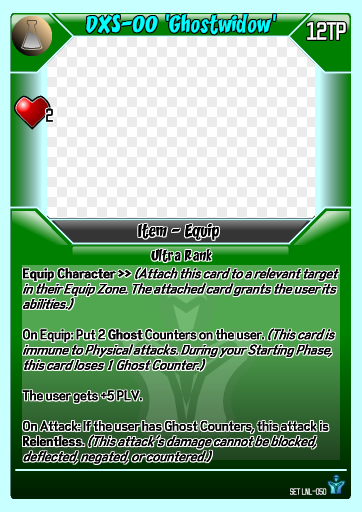 DXS-00 'Ghostwidow'
12TP
2
Item - Equip
Ultra Rank
Equip Character >> (Attach this card to a relevant target
in their Equip Zone. The attached card grants the user its
abilities.)
On Equip: Put 2 Ghost Counters on the user. (This card is
immune to Physical attacks. During your Starting Phase,
this card loses 1 Ghost Counter.)
The user gets +5 PLV.
On Attack: If the user has Ghost Counters, this attack is
Relentless. (This attack's damage cannot be blocked,
deflected, negated, or countered!)
SET LNL-050